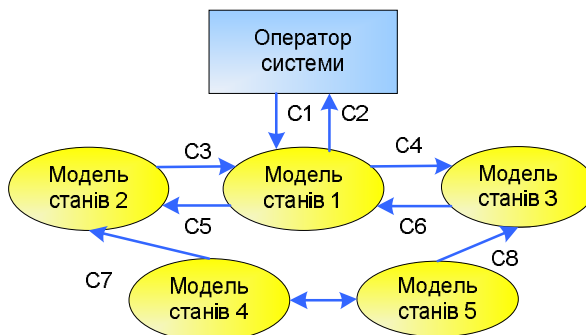 Оператор
системи
С1
С2
С3
С4
Модель
станів 2
Модель
станів 1
Модель
станів 3
С5
С6
С7
С8
Модель
станів 4
Модель
станів 5